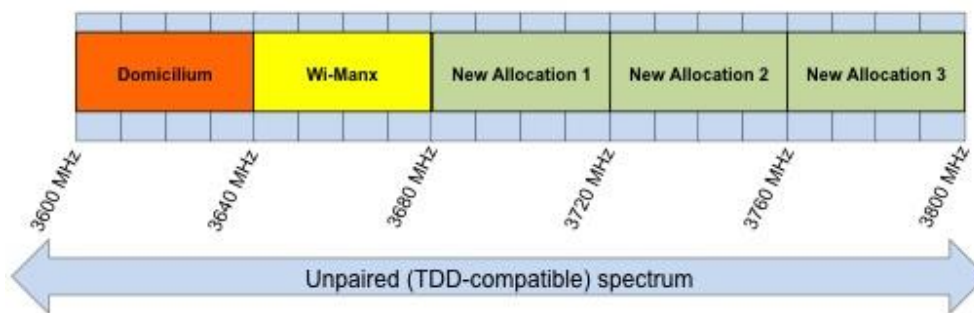 Domicilium Wi-Manx New Allocation 1 New Allocation 2 New Allocation 3
3600 MHz 3640 MHz 3680 MHz 3720 MHz 3760 MHz 3800 MHz
Unpaired (TDD-compatible) spectrum